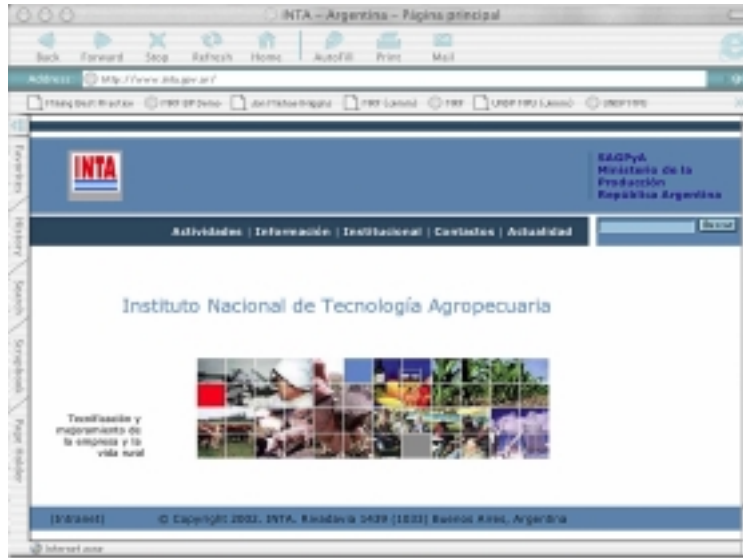 INTA – Argentina – Página principal
Back Forward Stop Refresh Home AutoFill Print Mail
Address: http://www.inta.gov.ar/
INTA
SAGPyA
Ministerio de la
Producción
República Argentina
Actividades | Información | Institucional | Contactos | Actualidad
Buscar
Instituto Nacional de Tecnología Agropecuaria
Tecnificación y
mejoramiento de
la empresa y la
vida rural
[Intranet] © Copyright 2002. INTA. Rivadavia 1439 (1033) Buenos Aires, Argentina
Internet zone
Favorites
History
Search
Scrapbook
Page Holder